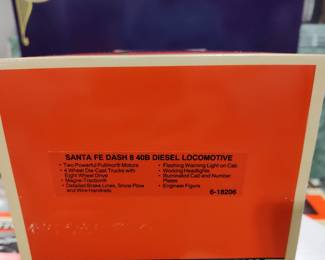 SANTA FE DASH 8 40B DIESEL LOCOMOTIVE
• Two Powerful Pullmor® Motors
• 4 Wheel Die-Cast Trucks with
Eight Wheel Drive
• Magne-Traction®
• Detailed Brake Lines, Snow Plow
and Wire Handrails
• Flashing Warning Light on Cab
• Working Headlights
• Illuminated Cab and Number
Plates
• Engineer Figure
6-18206